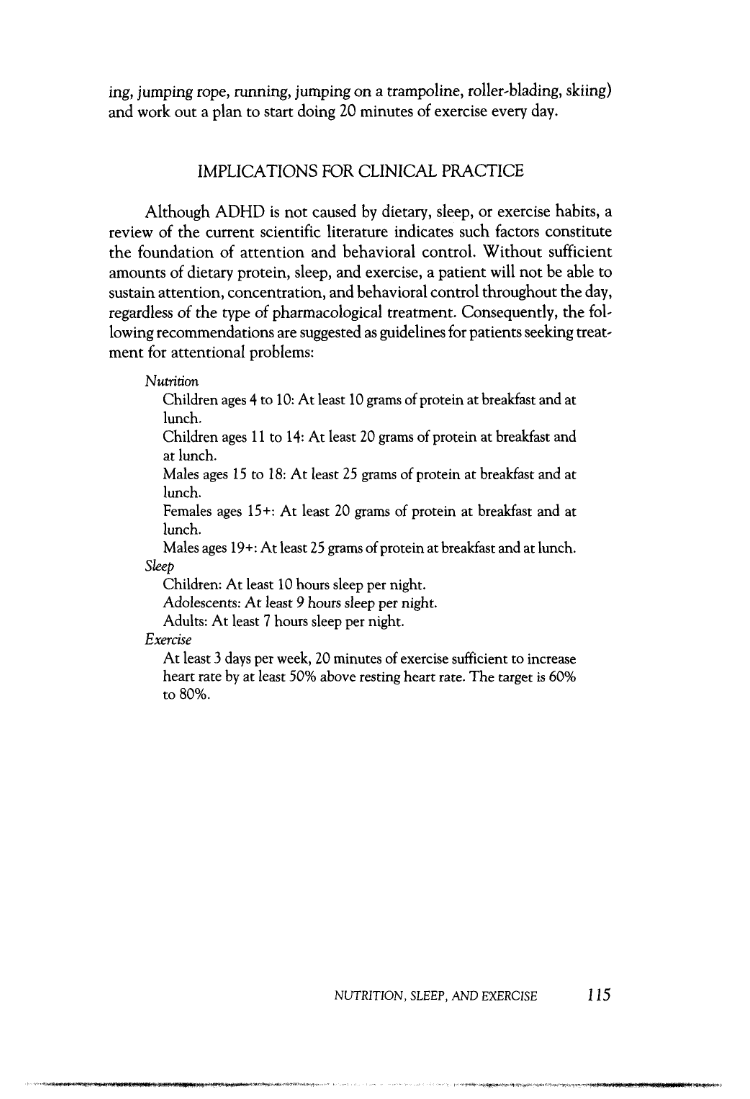 ing, jumping rope, running, jumping on a trampoline, roller-blading, skiing)
and work out a plan to start doing 20 minutes of exercise every day.
IMPLICATIONS FOR CLINICAL PRACTICE
Although ADHD is not caused by dietary, sleep, or exercise habits, a
review of the current scientific literature indicates such factors constitute
the foundation of attention and behavioral control. Without sufficient
amounts of dietary protein, sleep, and exercise, a patient will not be able to
sustain attention, concentration, and behavioral control throughout the day,
regardless of the type of pharmacological treatment. Consequently, the fol-
lowing recommendations are suggested as guidelines for patients seeking treat-
ment for attentional problems:
Nutrition
Children ages 4 to 10: At least 10 grams of protein at breakfast and at
lunch.
Children ages 11 to 14: At least 20 grams of protein at breakfast and
at lunch.
Males ages 15 to 18: At least 25 grams of protein at breakfast and at
lunch.
Females ages 15+: At least 20 grams of protein at breakfast and at
lunch.
Males ages 19+: At least 25 grams of protein at breakfast and at lunch.
Sleep
Children: At least 10 hours sleep per night.
Adolescents: At least 9 hours sleep per night.
Adults: At least 7 hours sleep per night.
Exercise
At least 3 days per week, 20 minutes of exercise sufficient to increase
heart rate by at least 50% above resting heart rate. The target is 60%
to 80%.
NUTRITION, SLEEP, AND EXERCISE 115